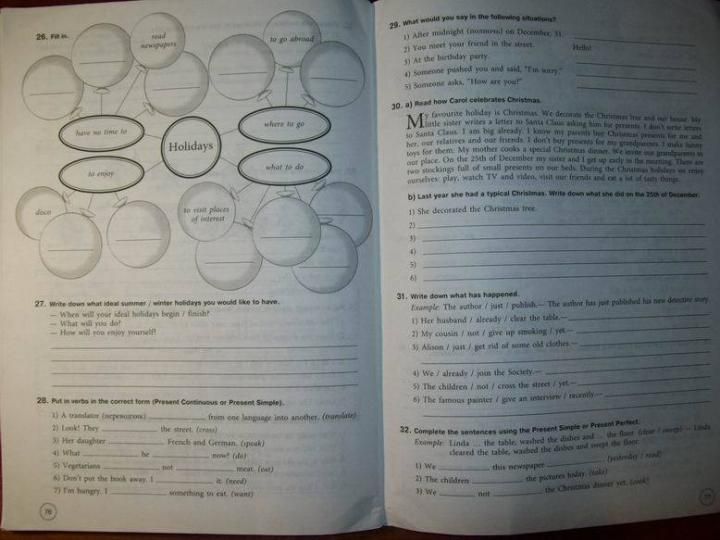 26. Fill in.
read
newspapers
to go abroad
have no time to
where to go
Holidays
to enjoy
what to do
disco
to visit places
of interest
27. Write down what ideal summer / winter holidays you would like to have.
— When will your ideal holidays begin / finish?
— What will you do?
— How will you enjoy yourself?
28. Put in verbs in the correct form (Present Continuous or Present Simple).
1) A translator (переводчик) ____ from one language into another. (translate)
2) Look! They ____ the street. (cross)
3) Her daughter ____ French and German. (speak)
4) What ____ he ____ now? (do)
5) Vegetarians ____ not ____ meat. (eat)
6) Don't put the book away. I ____ it. (need)
7) I'm hungry. I ____ something to eat. (want)
76
29. What would you say in the following situations?
1) After midnight (полночь) on December, 31.
2) You meet your friend in the street. Hello!
3) At the birthday party.
4) Someone pushed you and said, "I'm sorry."
5) Someone asks, "How are you?"
30. a) Read how Carol celebrates Christmas.
My favourite holiday is Christmas. We decorate the Christmas tree and our house. My
little sister writes a letter to Santa Claus asking him for presents. I don't write letters
to Santa Claus. I am big already. I know my parents buy Christmas presents for me and
her, our relatives and our friends. I don't buy presents for my grandparents. I make funny
toys for them. My mother cooks a special Christmas dinner. We invite our grandparents to
our place. On the 25th of December my sister and I get up early in the morning. There are
two stockings full of small presents on our beds. During the Christmas holidays we enjoy
ourselves: play, watch TV and video, visit our friends and eat a lot of tasty things.
b) Last year she had a typical Christmas. Write down what she did on the 25th of December.
1) She decorated the Christmas tree.
2)
3)
4)
5)
6)
31. Write down what has happened.
Example: The author / just / publish.— The author has just published his new detective story.
1) Her husband / already / clear the table.—
2) My cousin / not / give up smoking / yet.—
3) Alison / just / get rid of some old clothes.—
4) We / already / join the Society.—
5) The children / not / cross the street / yet.—
6) The famous painter / give an interview / recently.—
32. Complete the sentences using the Present Simple or Present Perfect.
Example: Linda ... the table, washed the dishes and ... the floor. (clear / sweep) — Linda
cleared the table, washed the dishes and swept the floor.
1) We ____ this newspaper ____ (yesterday / read)
2) The children ____ the pictures today. (take)
3) We ____ not ____ the Christmas dinner yet. (cook)
77